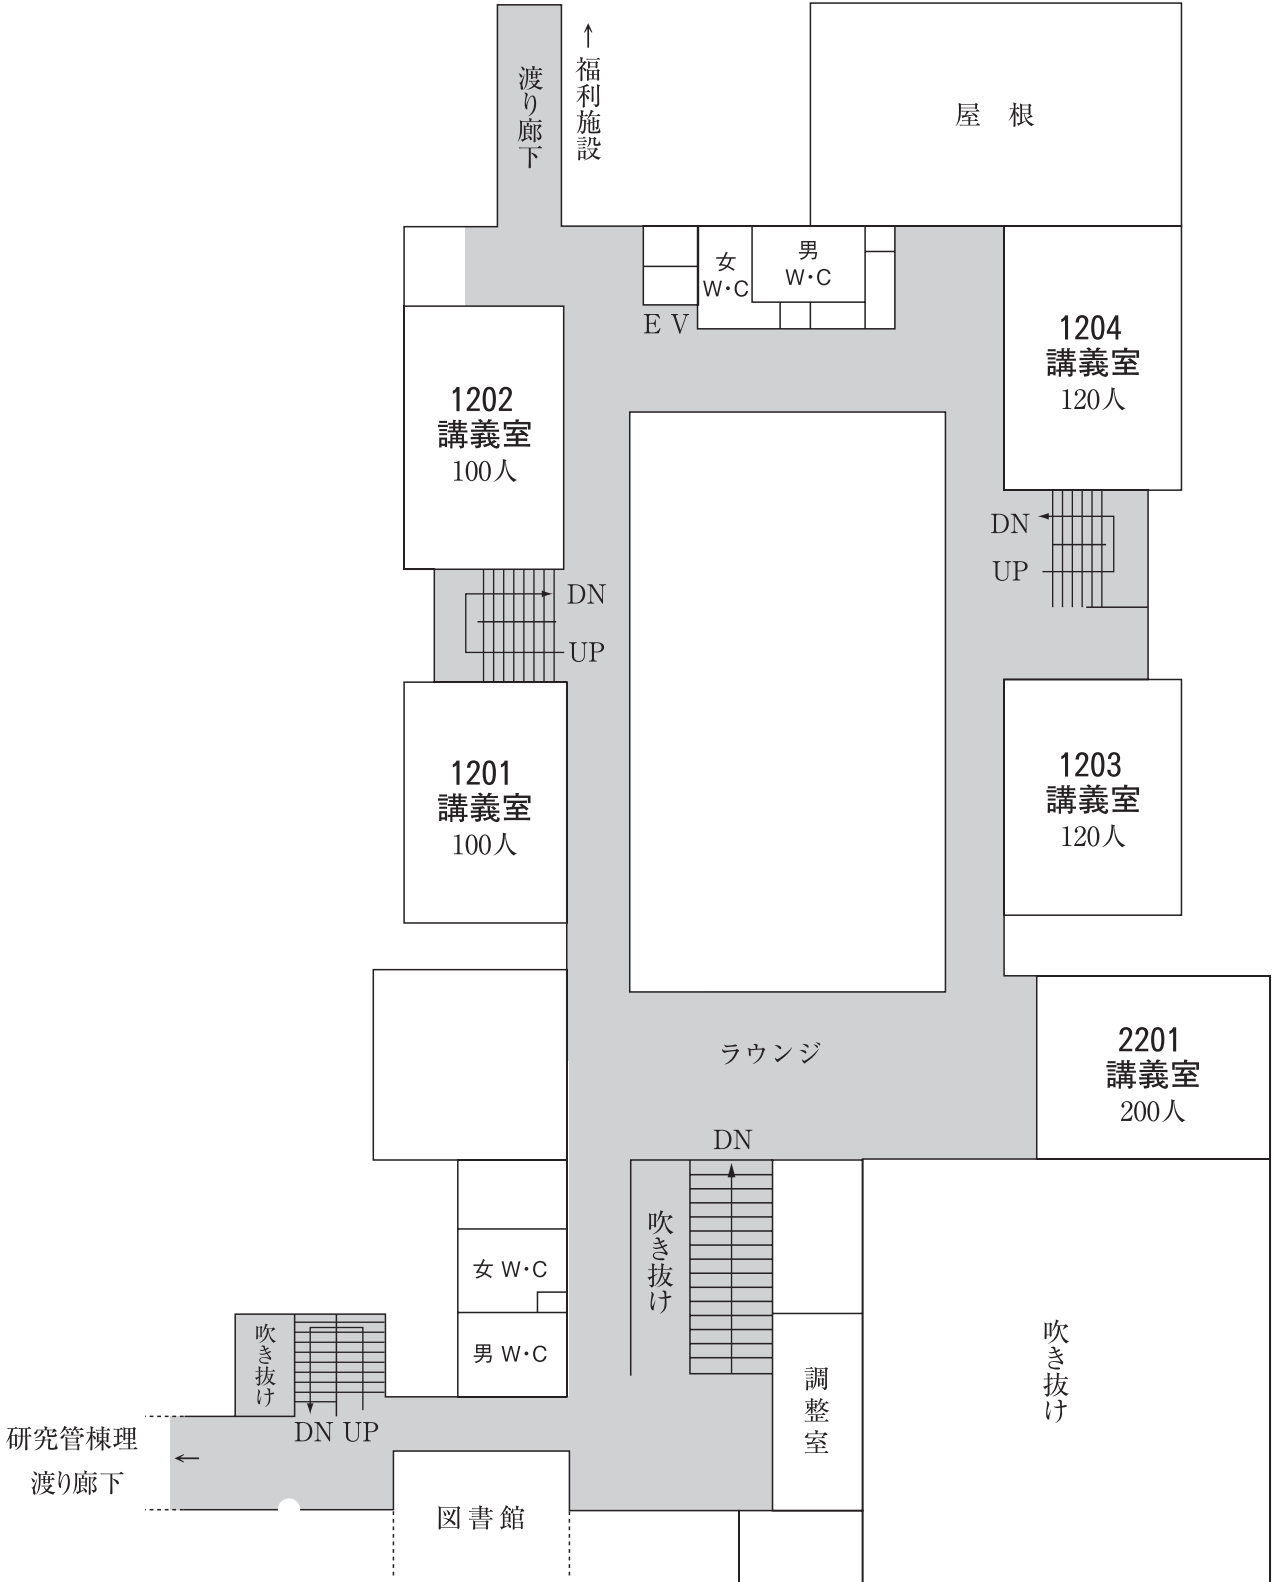 渡り廊下
↑福利施設
屋 根
女
W・C
男
W・C
E V
1202
講義室
100人
1204
講義室
120人
DN
UP
DN
UP
1201
講義室
100人
1203
講義室
120人
ラウンジ
2201
講義室
200人
DN
吹き抜け
女 W・C
男 W・C
吹き抜け
DN UP
調整室
吹き抜け
研究管棟理
渡り廊下
←
図書館